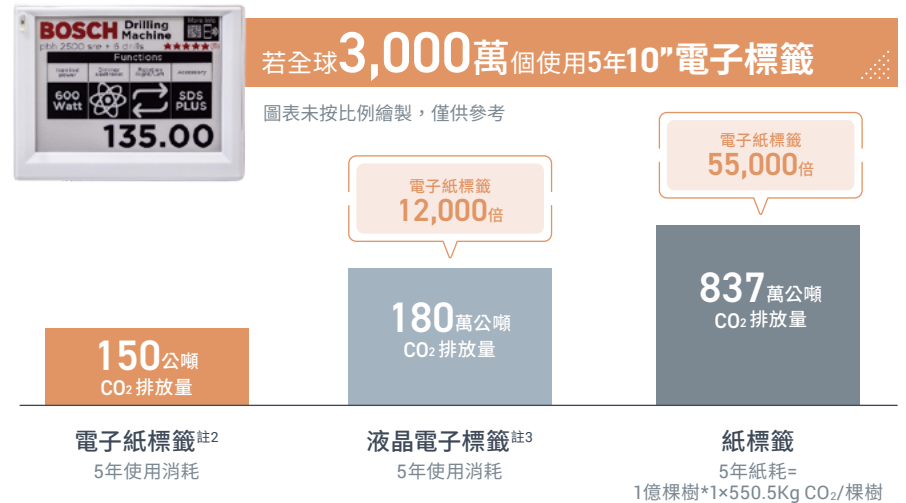 BOSCH Drilling Machine
More Info
pbh 2500 sre + 6 drills
Functions
600 Watt
SDS PLUS
135.00
若全球3,000萬個使用5年10”電子標籤
圖表未按比例繪製，僅供參考
電子紙標籤
12,000倍
電子紙標籤
55,000倍
150公噸
CO₂ 排放量
180萬公噸
CO₂ 排放量
837萬公噸
CO₂ 排放量
電子紙標籤註2
5年使用消耗
液晶電子標籤註3
5年使用消耗
紙標籤
5年紙耗=
1億棵樹*1×550.5Kg CO₂/棵樹